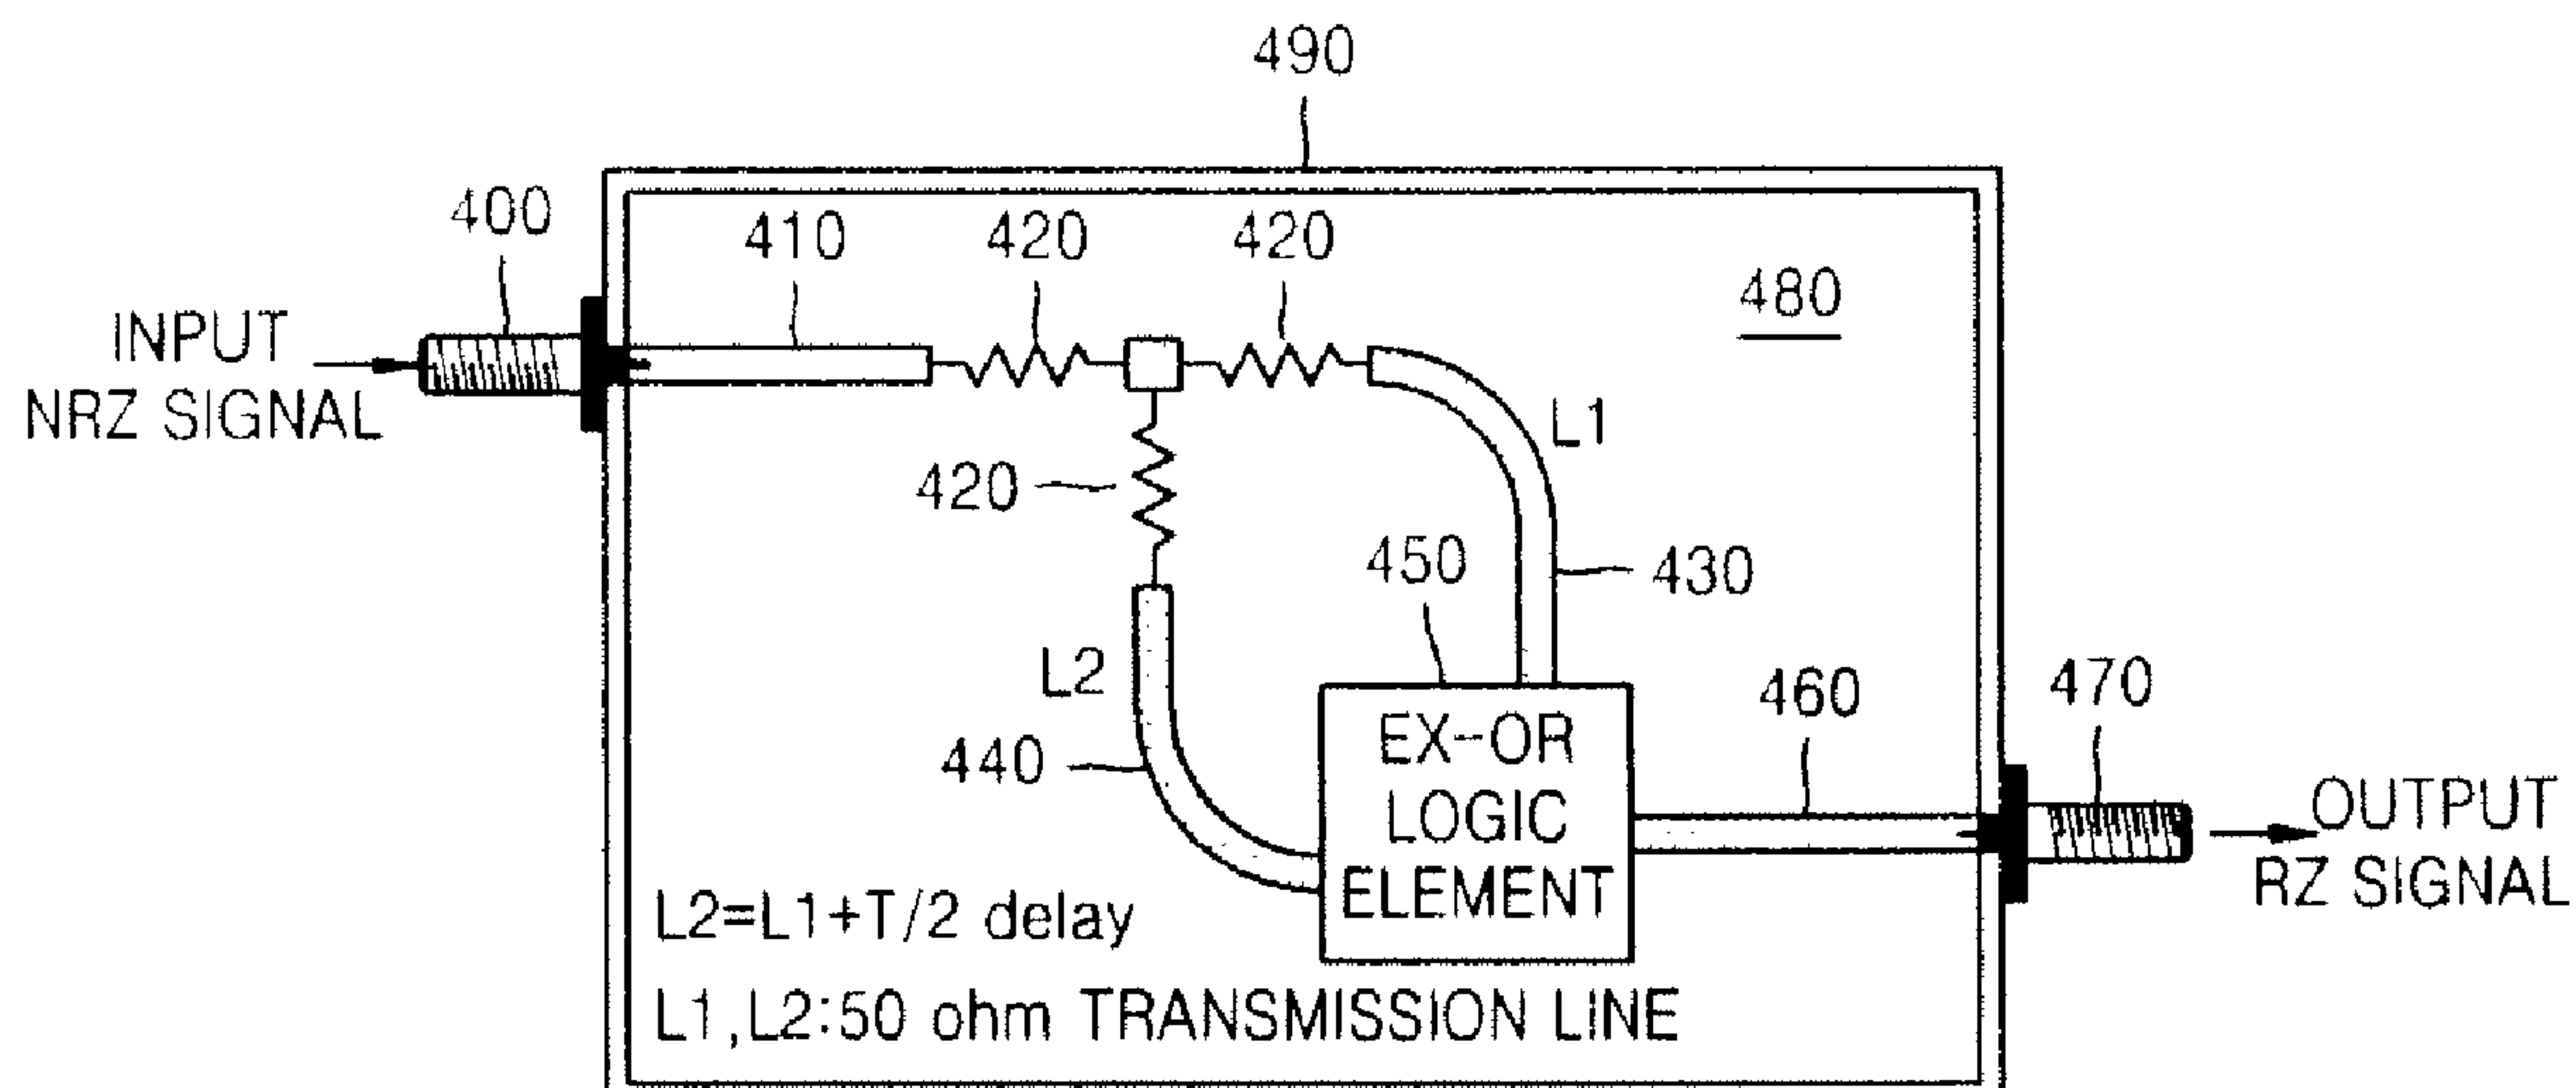 490
400
410
420
420
480
INPUT
NRZ SIGNAL
L1
420
450
430
L2
460
470
440
EX-OR
LOGIC
ELEMENT
OUTPUT
RZ SIGNAL
L2=L1+T/2 delay
L1,L2:50 ohm TRANSMISSION LINE